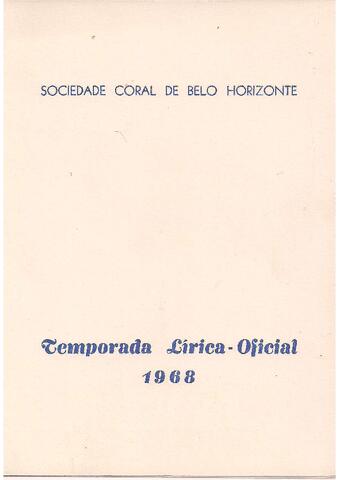 SOCIEDADE CORAL DE BELO HORIZONTE
Temporada Lírica-Oficial
1968